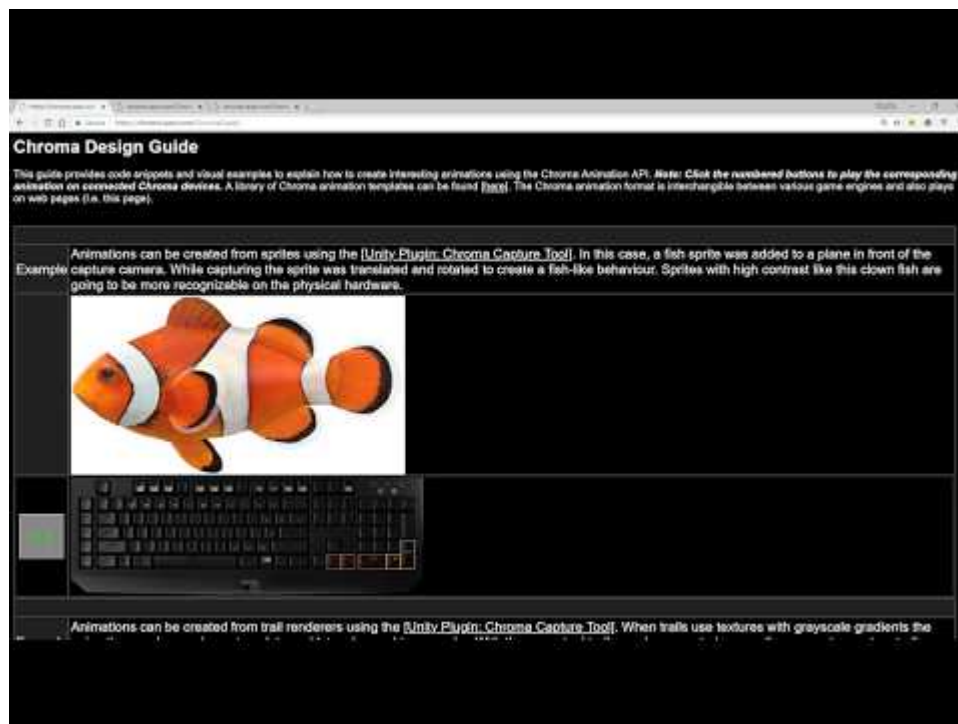 Chroma Design Guide
This guide provides code snippets and visual examples to explain how to create interesting animations using the Chroma Animation API. Note: Click the numbered buttons to play the corresponding
animation on connected Chroma devices. A library of Chroma animation templates can be found [here]. The Chroma animation format is interchangible between various game engines and also plays
on web pages (i.e. this page).
Animations can be created from sprites using the [Unity Plugin: Chroma Capture Tool]. In this case, a fish sprite was added to a plane in front of the
Example capture camera. While capturing the sprite was translated and rotated to create a fish-like behaviour. Sprites with high contrast like this clown fish are
going to be more recognizable on the physical hardware.
Animations can be created from trail renderers using the [Unity Plugin: Chroma Capture Tool]. When trails use textures with grayscale gradients the